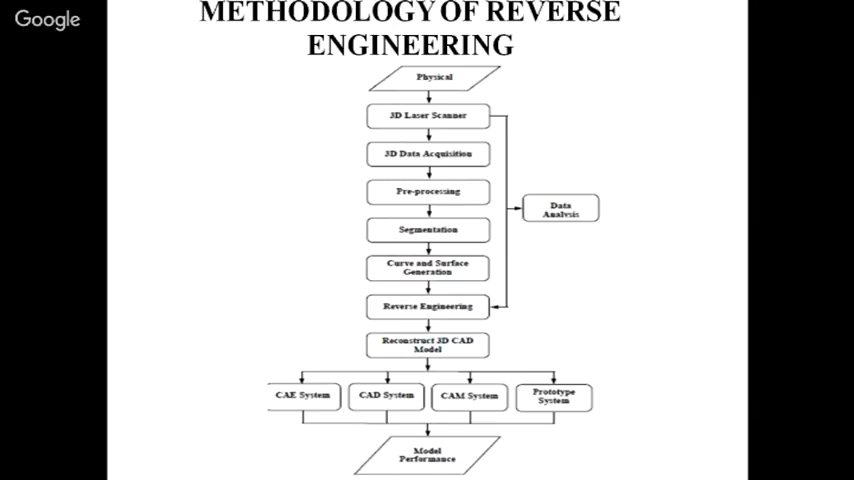 Google
METHODOLOGY OF REVERSE
ENGINEERING
Physical
3D Laser Scanner
3D Data Acquisition
Pre-processing
Data
Analysis
Segmentation
Curve and Surface
Generation
Reverse Engineering
Reconstruct 3D CAD
Model
CAE System
CAD System
CAM System
Prototype
System
Model
Performance